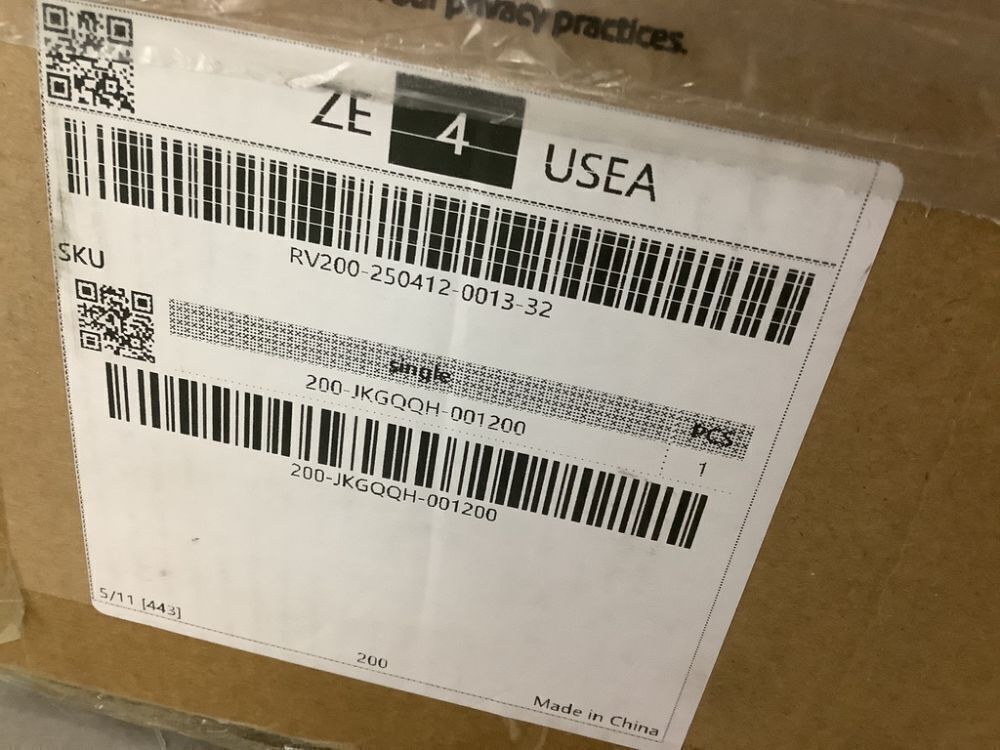 our privacy practices.
ZE 4 USEA
RV200-250412-0013-32
SKU
single PCS
200-JKGQQH-001200 1
200-JKGQQH-001200
5/11 [443]
200
Made in China